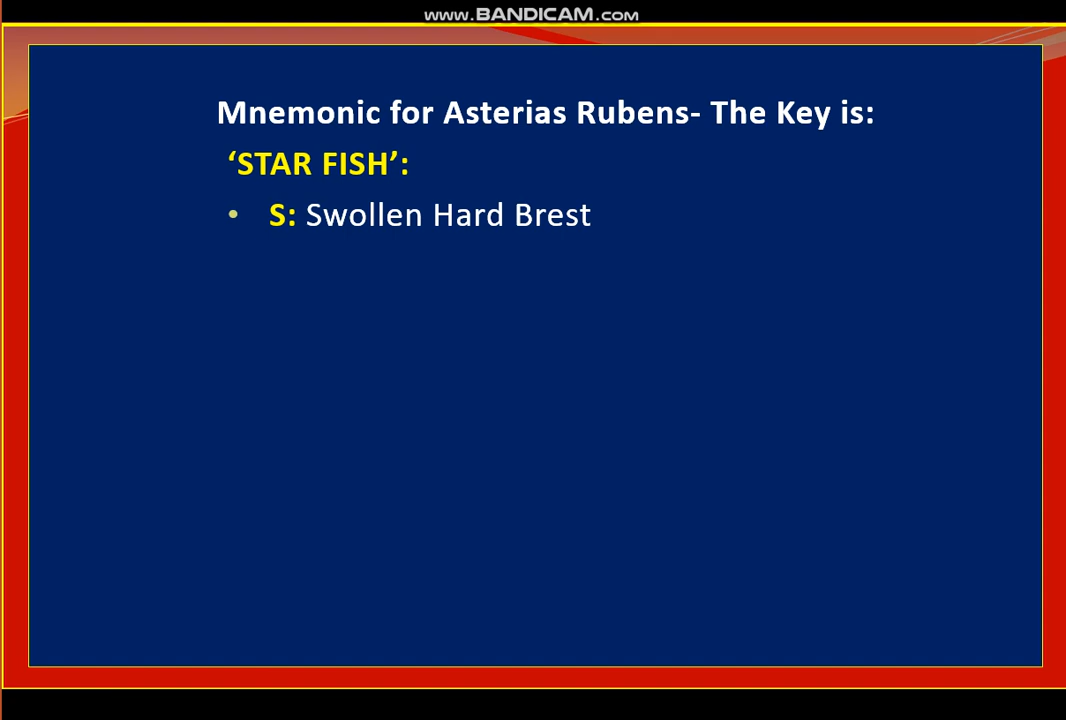 www.BANDICAM.com
Mnemonic for Asterias Rubens- The Key is:
‘STAR FISH’:
• S: Swollen Hard Brest